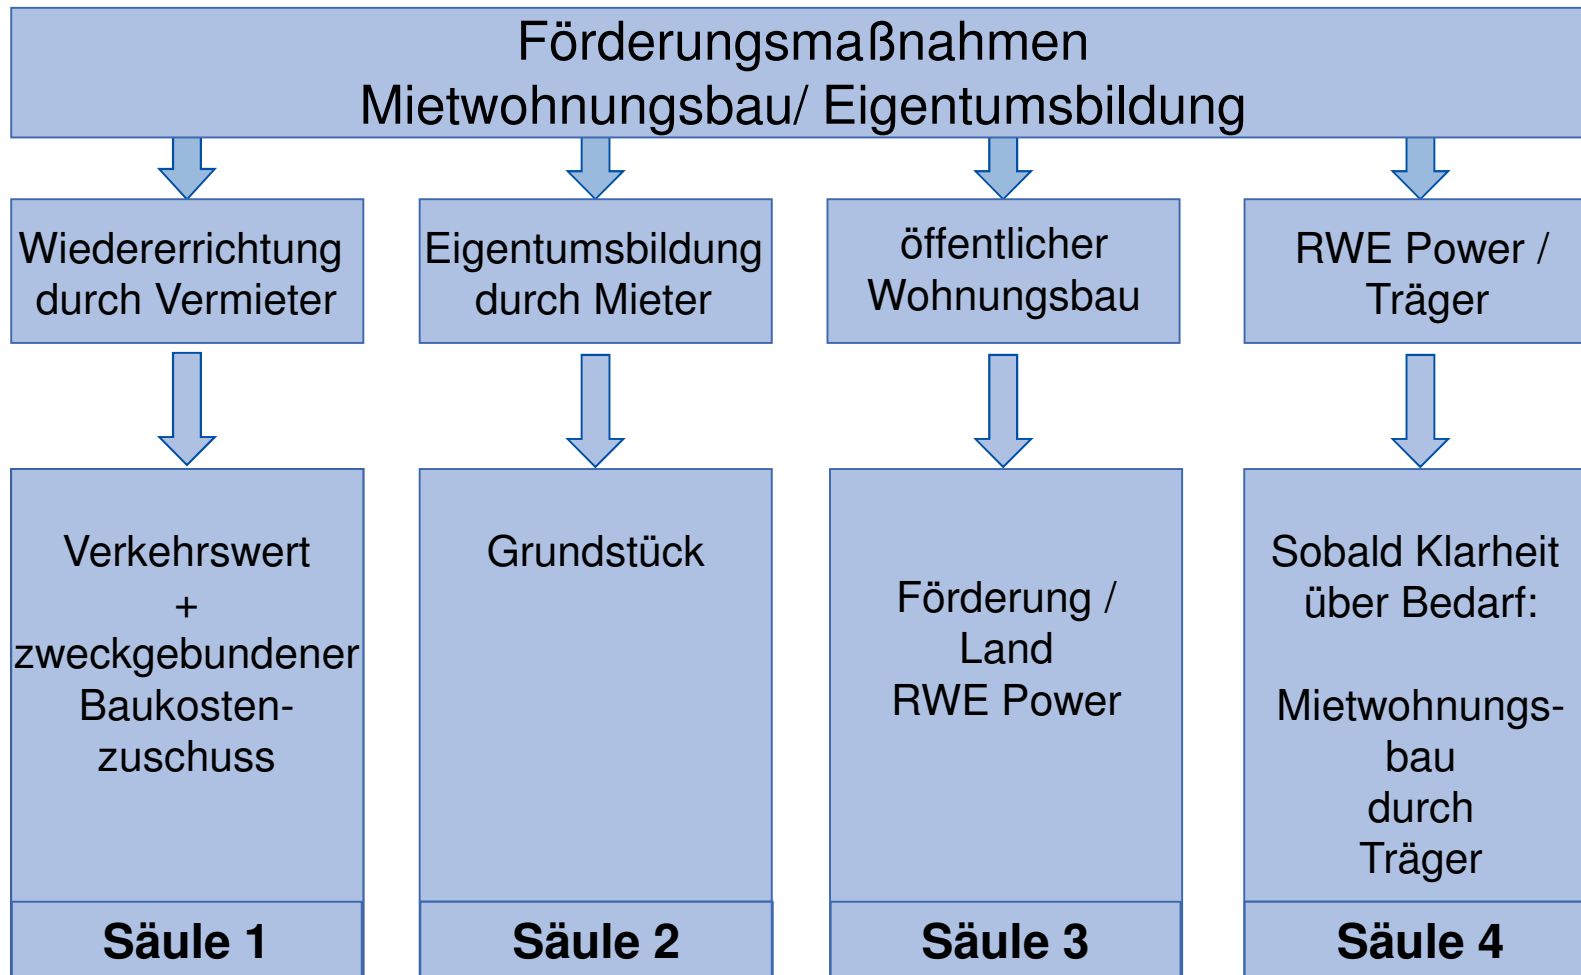 Förderungsmaßnahmen
Mietwohnungsbau/ Eigentumsbildung
Wiedererrichtung
durch Vermieter
Eigentumsbildung
durch Mieter
öffentlicher
Wohnungsbau
RWE Power /
Träger
Verkehrswert
+
zweckgebundener
Baukosten-
zuschuss
Grundstück
Förderung /
Land
RWE Power
Sobald Klarheit
über Bedarf:
Mietwohnungs-
bau
durch
Träger
Säule 1
Säule 2
Säule 3
Säule 4